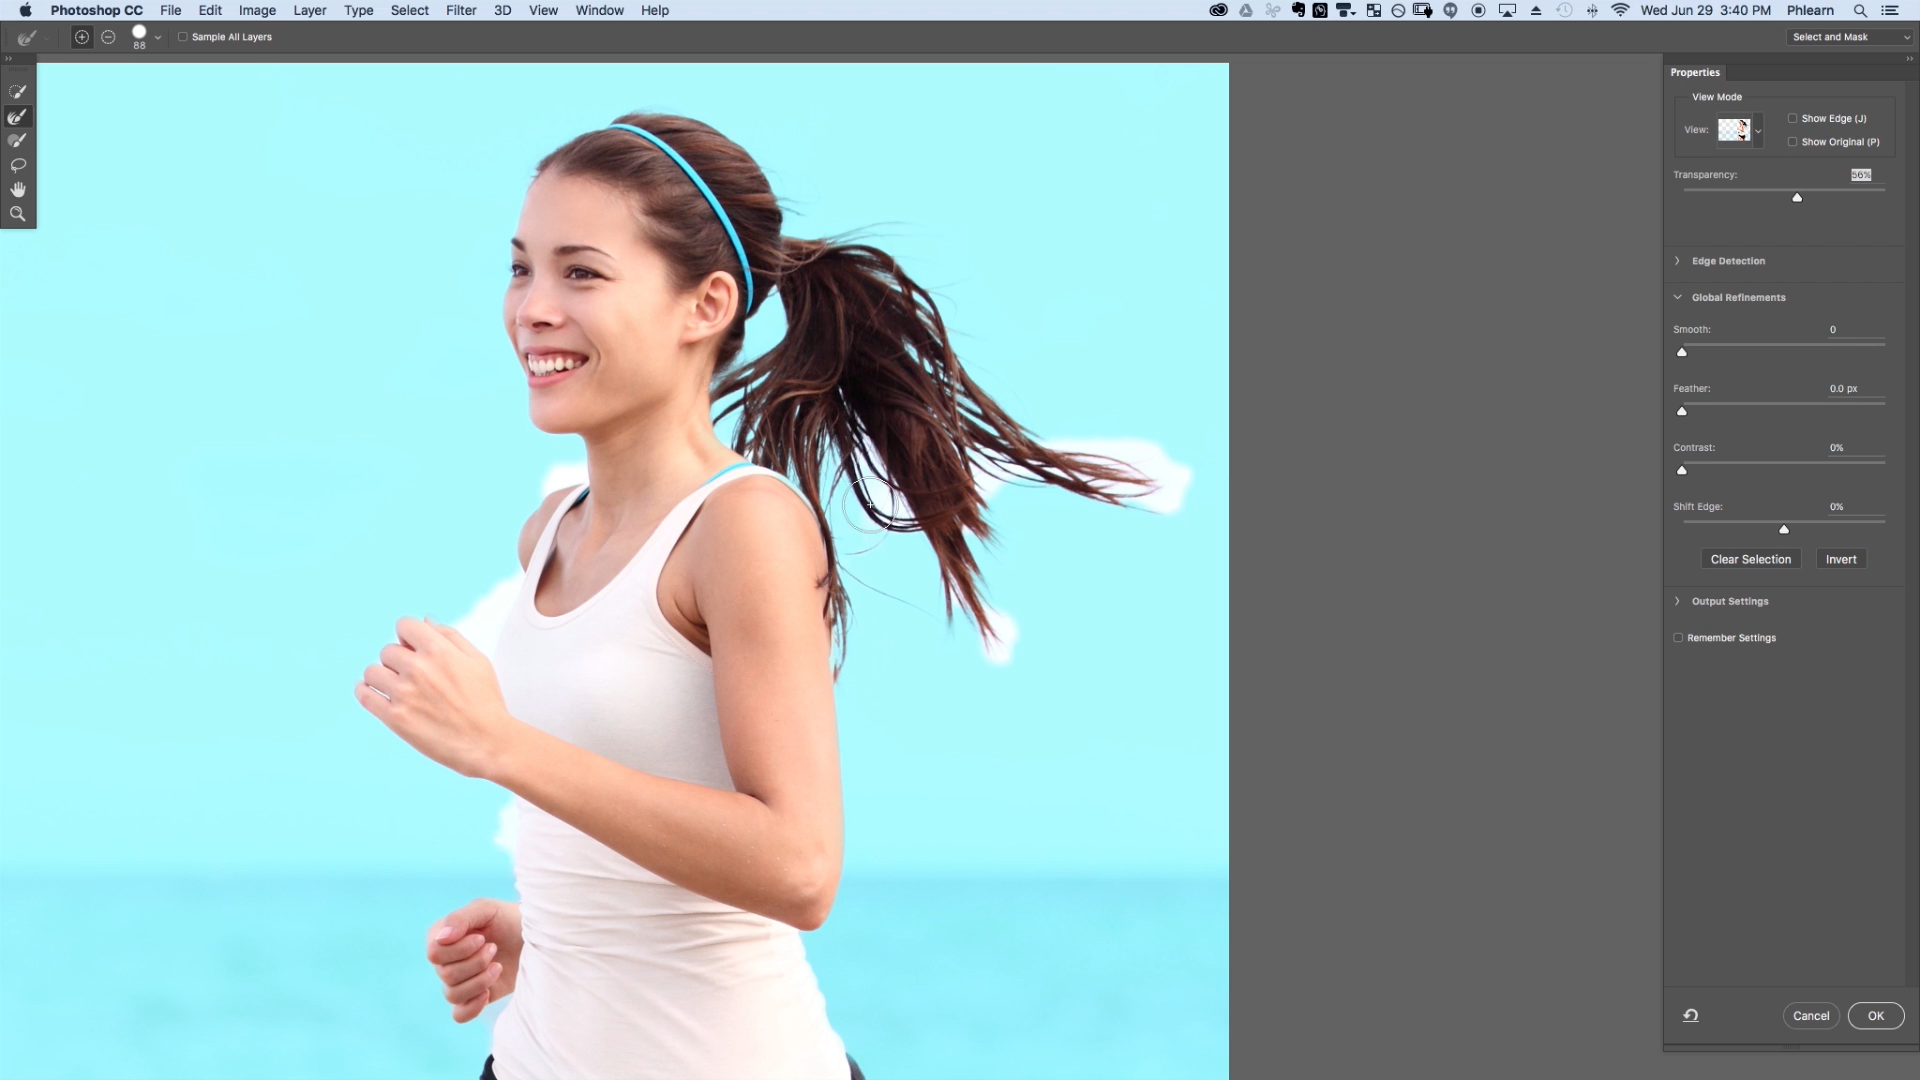 Photoshop CC File Edit Image Layer Type Select Filter 3D View Window Help Wed Jun 29 3:40 PM Phlearn
88 Sample All Layers Select and Mask
Properties
View Mode
View: Show Edge (J)
Show Original (P)
Transparency: 56%
Edge Detection
Global Refinements
Smooth: 0
Feather: 0.0 px
Contrast: 0%
Shift Edge: 0%
Clear Selection Invert
Output Settings
Remember Settings
Cancel OK